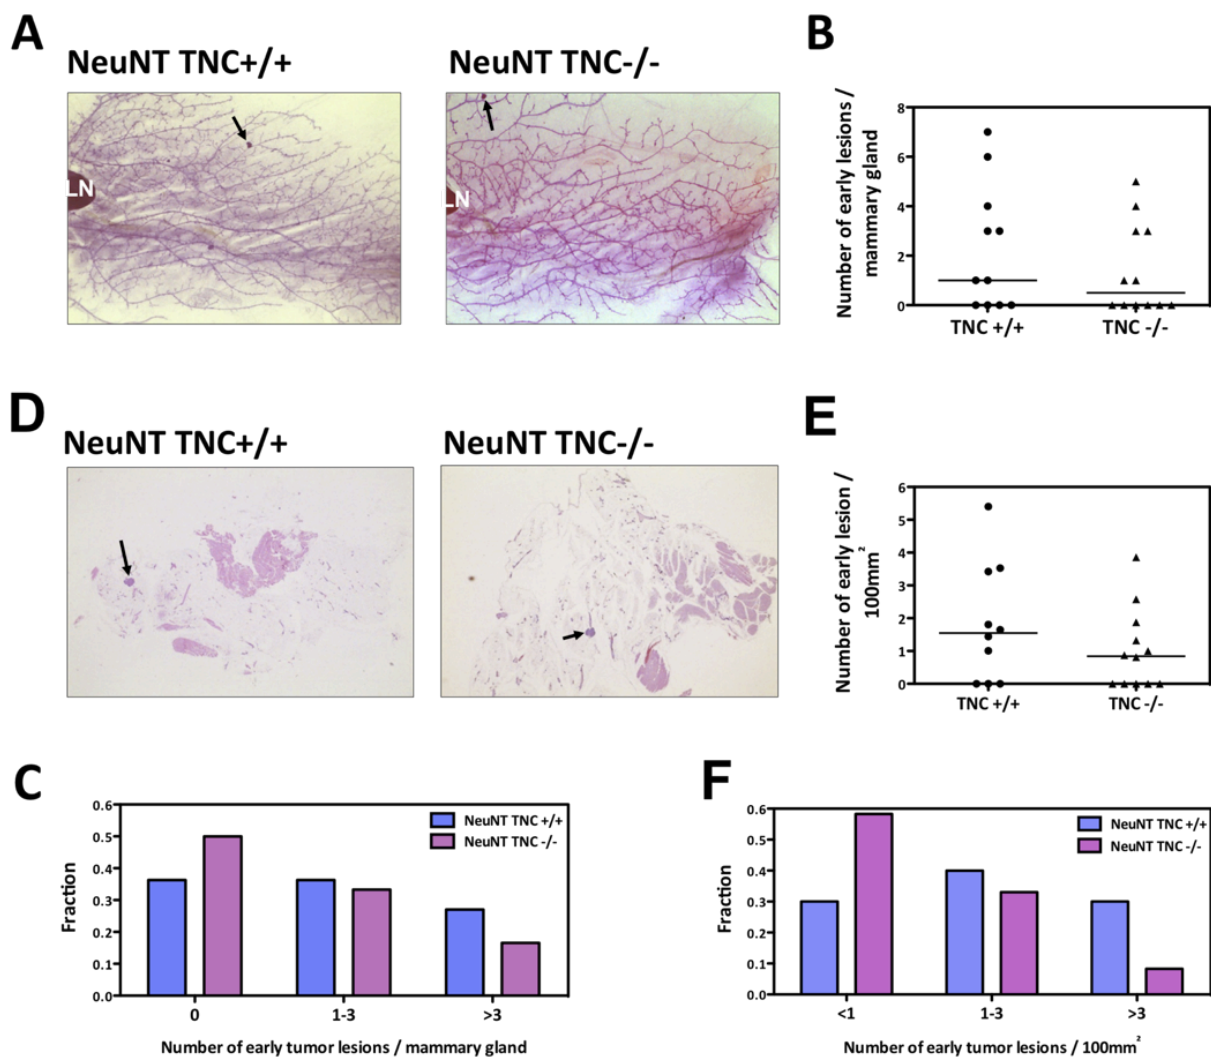 A
NeuNT TNC+/+
NeuNT TNC-/-
LN
LN
B
Number of early lesions /
mammary gland
8
6
4
2
0
TNC +/+
TNC -/-
D
NeuNT TNC+/+
NeuNT TNC-/-
E
Number of early lesion /
100mm²
6
5
4
3
2
1
0
TNC +/+
TNC -/-
C
Fraction
0.6
0.5
0.4
0.3
0.2
0.1
0.0
NeuNT TNC +/+
NeuNT TNC -/-
0
1-3
>3
Number of early tumor lesions / mammary gland
F
Fraction
0.6
0.5
0.4
0.3
0.2
0.1
0.0
NeuNT TNC +/+
NeuNT TNC -/-
<1
1-3
>3
Number of early tumor lesions / 100mm²